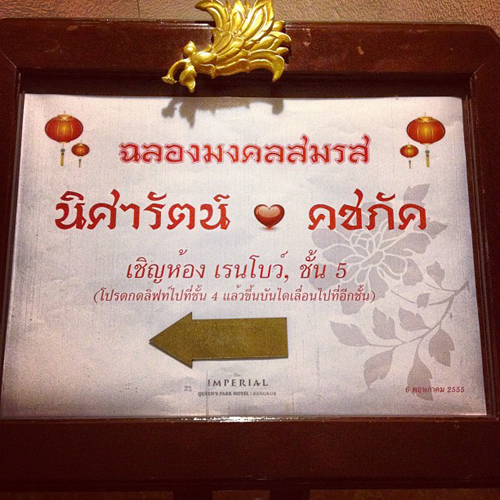 ฉลองมงคลสมรส
นิศารัตน์ คชภัค
เชิญห้อง เรนโบว์, ชั้น 5
(โปรดกดลิฟท์ไปที่ชั้น 4 แล้วขึ้นบันไดเลื่อนไปที่อีกชั้น)
The
IMPERIAL
QUEEN'S PARK HOTEL | BANGKOK
6 พฤษภาคม 2555